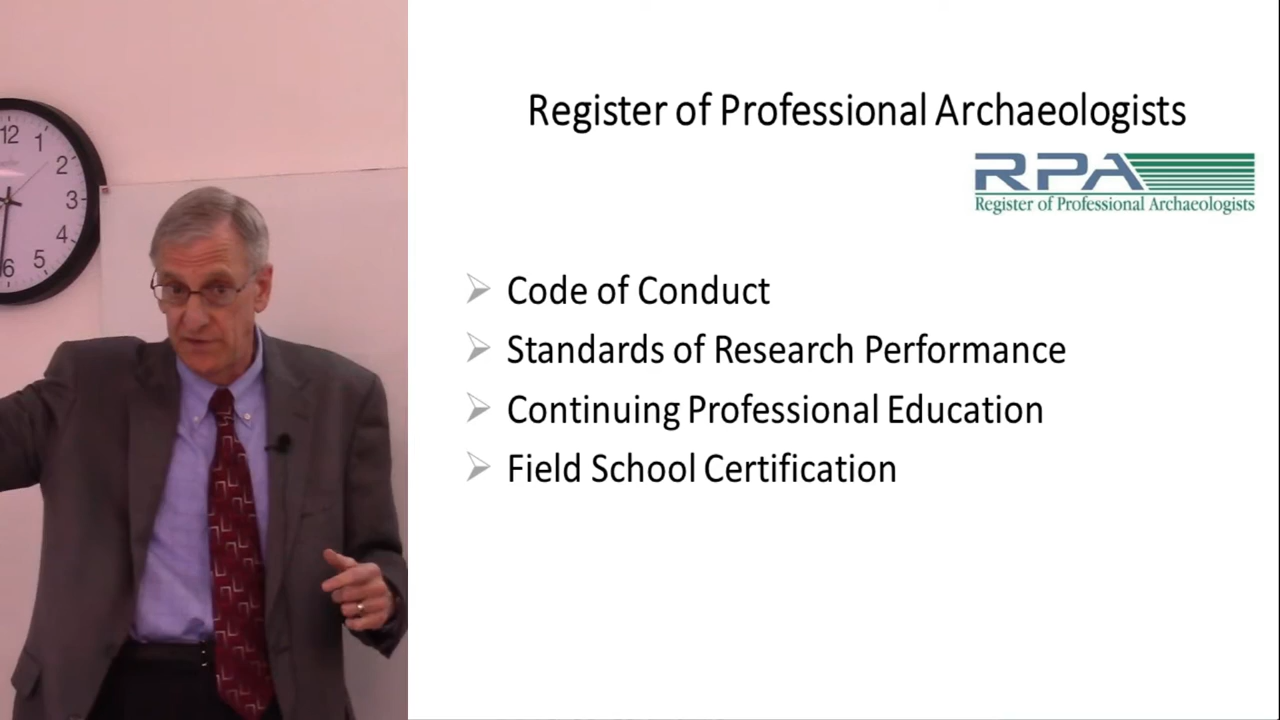 Register of Professional Archaeologists
RPA
Register of Professional Archaeologists
Code of Conduct
Standards of Research Performance
Continuing Professional Education
Field School Certification
12
1
2
3
4
5
6